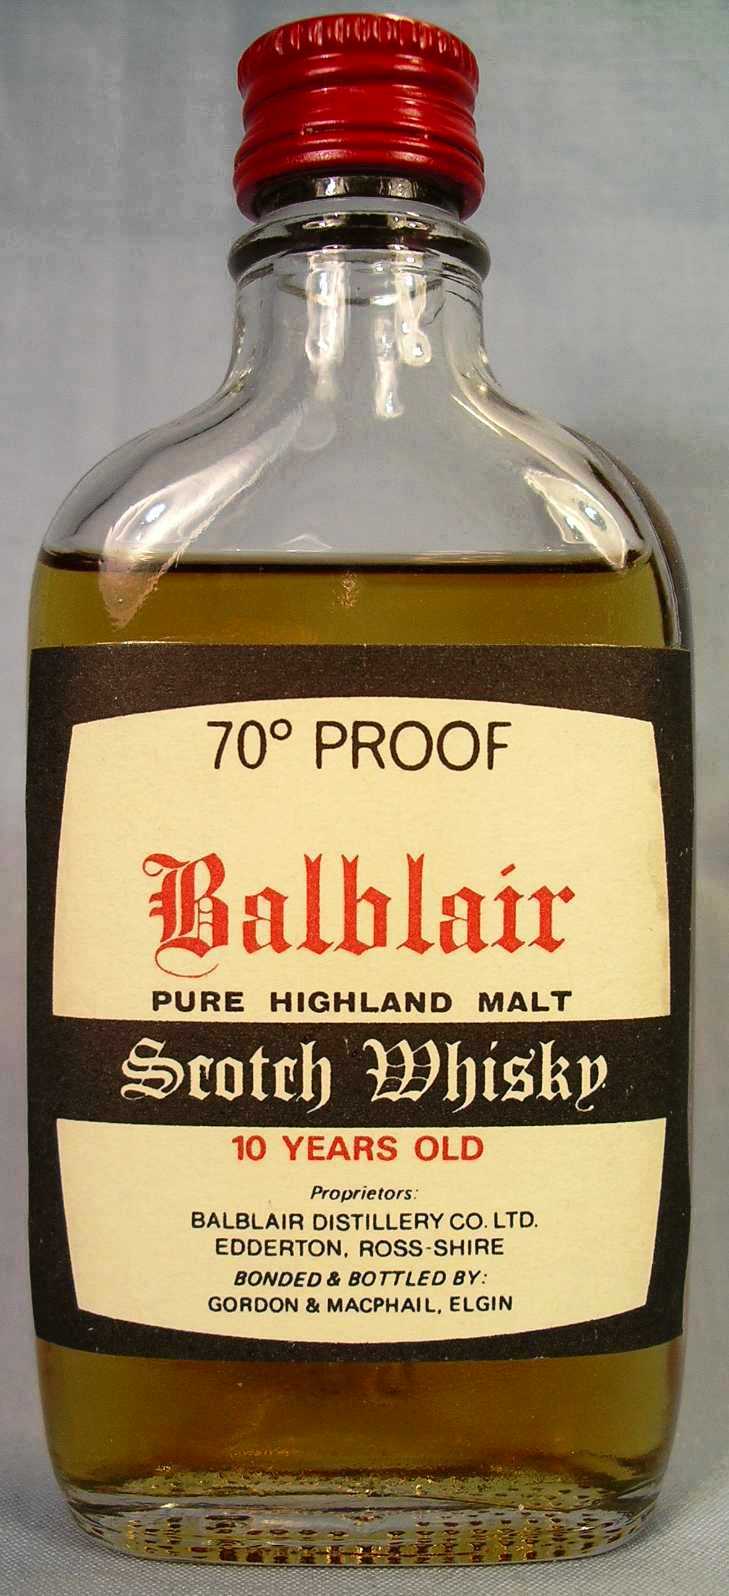 70° PROOF
Balblair
PURE HIGHLAND MALT
Scotch Whisky
10 YEARS OLD
Proprietors:
BALBLAIR DISTILLERY CO. LTD.
EDDERTON, ROSS-SHIRE
BONDED & BOTTLED BY:
GORDON & MACPHAIL, ELGIN